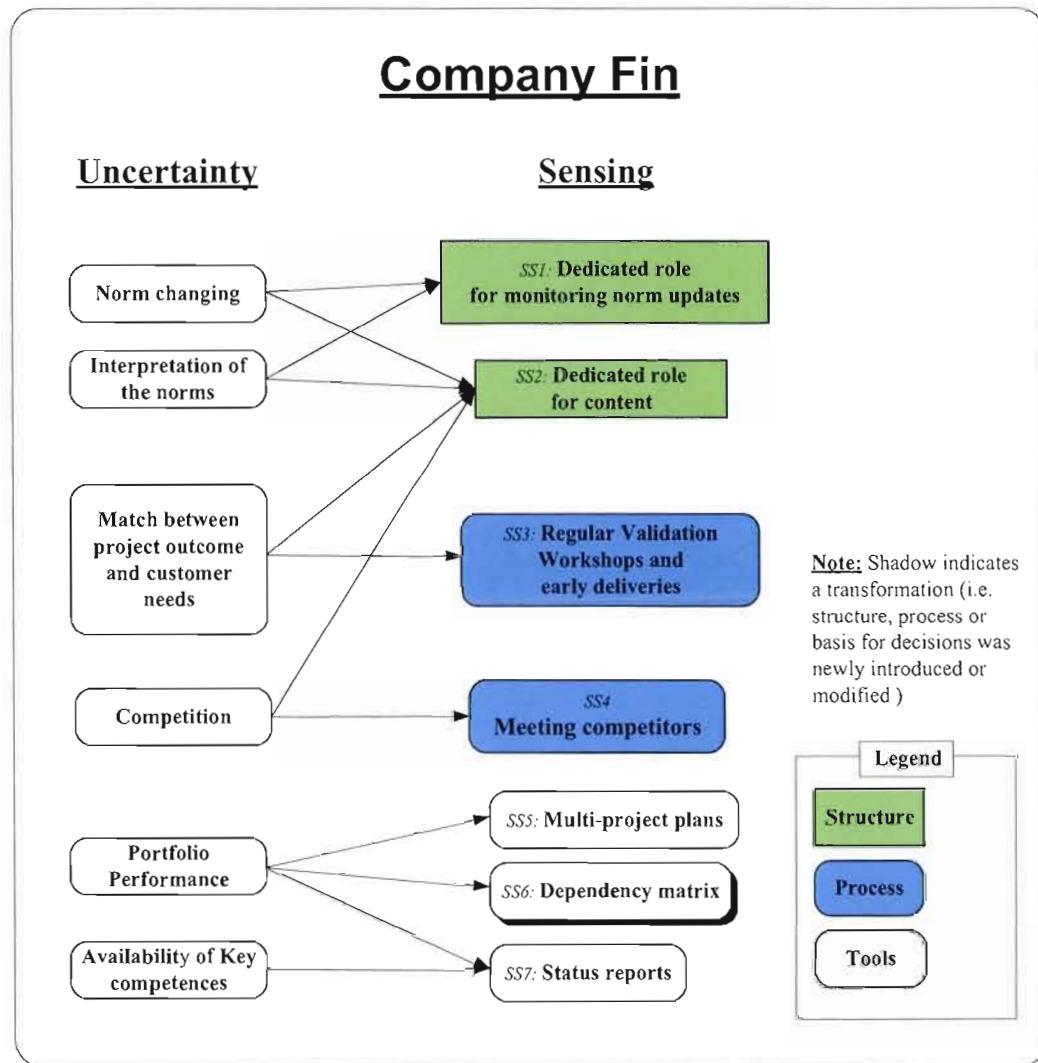 Company Fin
Uncertainty
Sensing
Norm changing
Interpretation of
the norms
Match between
project outcome
and customer
needs
Competition
Portfolio
Performance
Availability of Key
competences
SS1: Dedicated role
for monitoring norm updates
SS2: Dedicated role
for content
SS3: Regular Validation
Workshops and
early deliveries
SS4
Meeting competitors
SS5: Multi-project plans
SS6: Dependency matrix
SS7: Status reports
Note: Shadow indicates
a transformation (i.e.
structure, process or
basis for decisions was
newly introduced or
modified )
Legend
Structure
Process
Tools